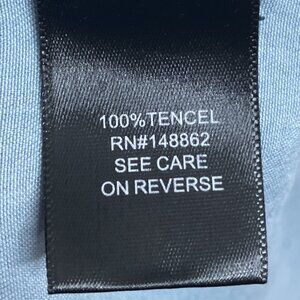 100%TENCEL
RN#148862
SEE CARE
ON REVERSE